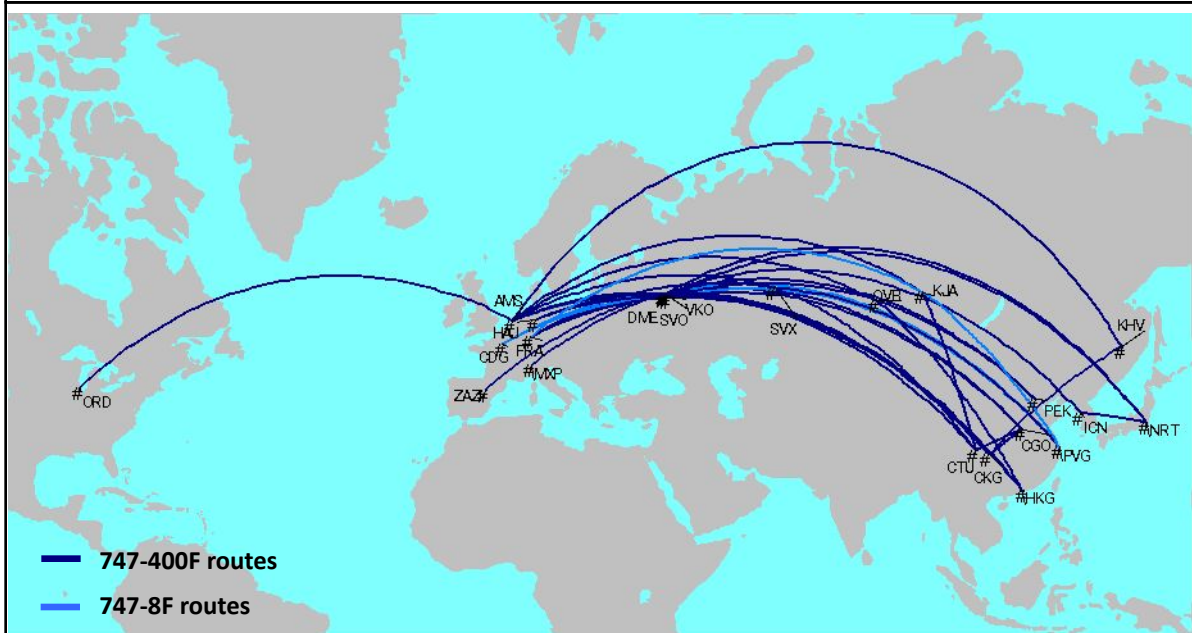 AMS
HAJ
CDG
FRA
MXP
ZAZ
ORD
DME
SVO
VKO
SVX
OVB
KJA
KHV
PEK
ICN
NRT
CGO
PVG
CTU
CKG
HKG
747-400F routes
747-8F routes